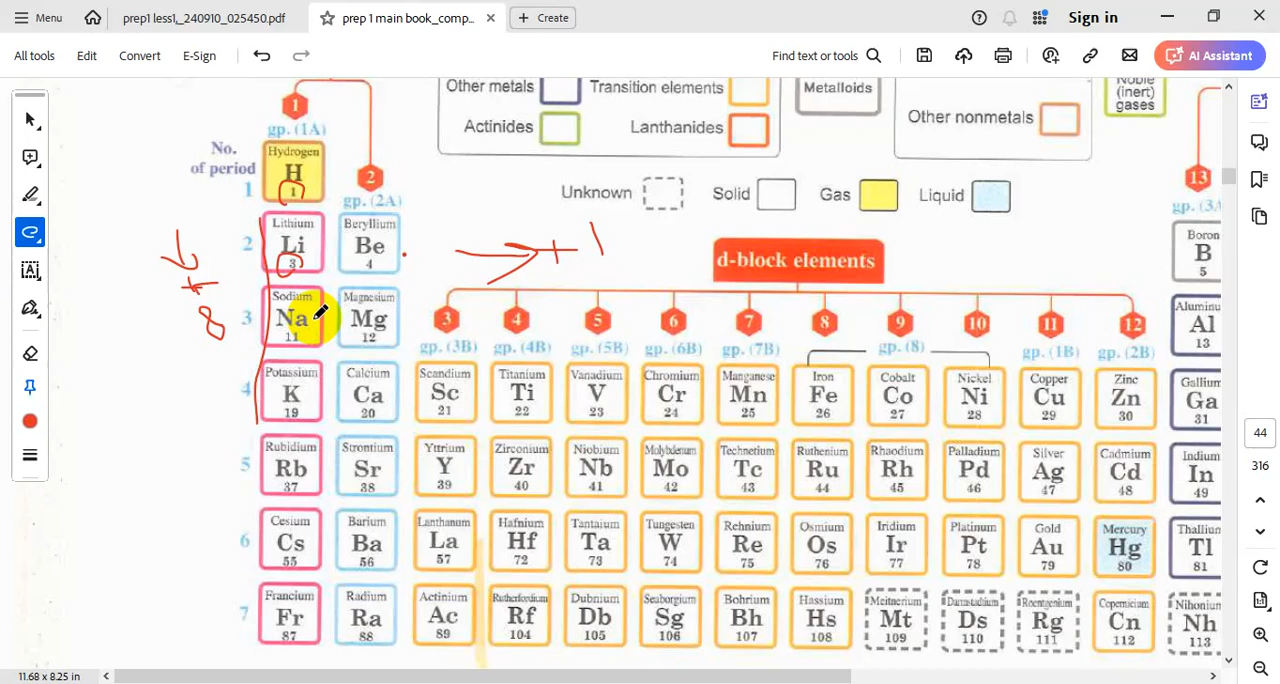 Menu prep1 less1,_240910_025450.pdf prep 1 main book_comp... Create Sign in
All tools Edit Convert E-Sign Find text or tools AI Assistant
Other metals Transition elements Metalloids Noble (inert) gases
Actinides Lanthanides Other nonmetals
Unknown Solid Gas Liquid
d-block elements
No. of period
1 2 3 4 5 6 7 8 9 10 11 12 13
gp. (1A) gp. (2A) gp. (3B) gp. (4B) gp. (5B) gp. (6B) gp. (7B) gp. (8) gp. (1B) gp. (2B) gp. (3A
→ + 1
↓ + 8
1 Hydrogen H 1
2 Lithium Li 3 Beryllium Be 4 Boron B 5
3 Sodium Na 11 Magnesium Mg 12 Aluminu Al 13
4 Potassium K 19 Calcium Ca 20 Scandium Sc 21 Titanium Ti 22 Vanadium V 23 Chromium Cr 24 Manganese Mn 25 Iron Fe 26 Cobalt Co 27 Nickel Ni 28 Copper Cu 29 Zinc Zn 30 Gallium Ga 31
5 Rubidium Rb 37 Strontium Sr 38 Yttrium Y 39 Zirconium Zr 40 Niobium Nb 41 Molybdenum Mo 42 Technetium Tc 43 Ruthenium Ru 44 Rhaodium Rh 45 Palladium Pd 46 Silver Ag 47 Cadmium Cd 48 Indium In 49
6 Cesium Cs 55 Barium Ba 56 Lanthanum La 57 Hafnium Hf 72 Tantaium Ta 73 Tungesten W 74 Rehnium Re 75 Osmium Os 76 Iridium Ir 77 Platinum Pt 78 Gold Au 79 Mercury Hg 80 Thallium Tl 81
7 Francium Fr 87 Radium Ra 88 Actinium Ac 89 Rutherfordium Rf 104 Dubnium Db 105 Seaborgium Sg 106 Bohrium Bh 107 Hassium Hs 108 Meitnerium Mt 109 Darmstadtium Ds 110 Roentgenium Rg 111 Copernicium Cn 112 Nihonium Nh 113
44
316
11.68 x 8.25 in